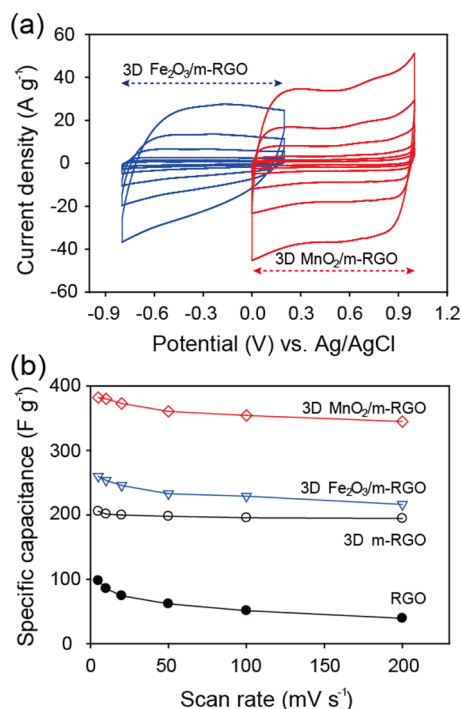 (a)
60
40
20
0
-20
-40
-60
Current density (A g⁻¹)
3D Fe₂O₃/m-RGO
3D MnO₂/m-RGO
-0.9 -0.6 -0.3 0.0 0.3 0.6 0.9 1.2
Potential (V) vs. Ag/AgCl
(b)
400
300
200
100
0
Specific capacitance (F g⁻¹)
3D MnO₂/m-RGO
3D Fe₂O₃/m-RGO
3D m-RGO
RGO
0 50 100 150 200
Scan rate (mV s⁻¹)